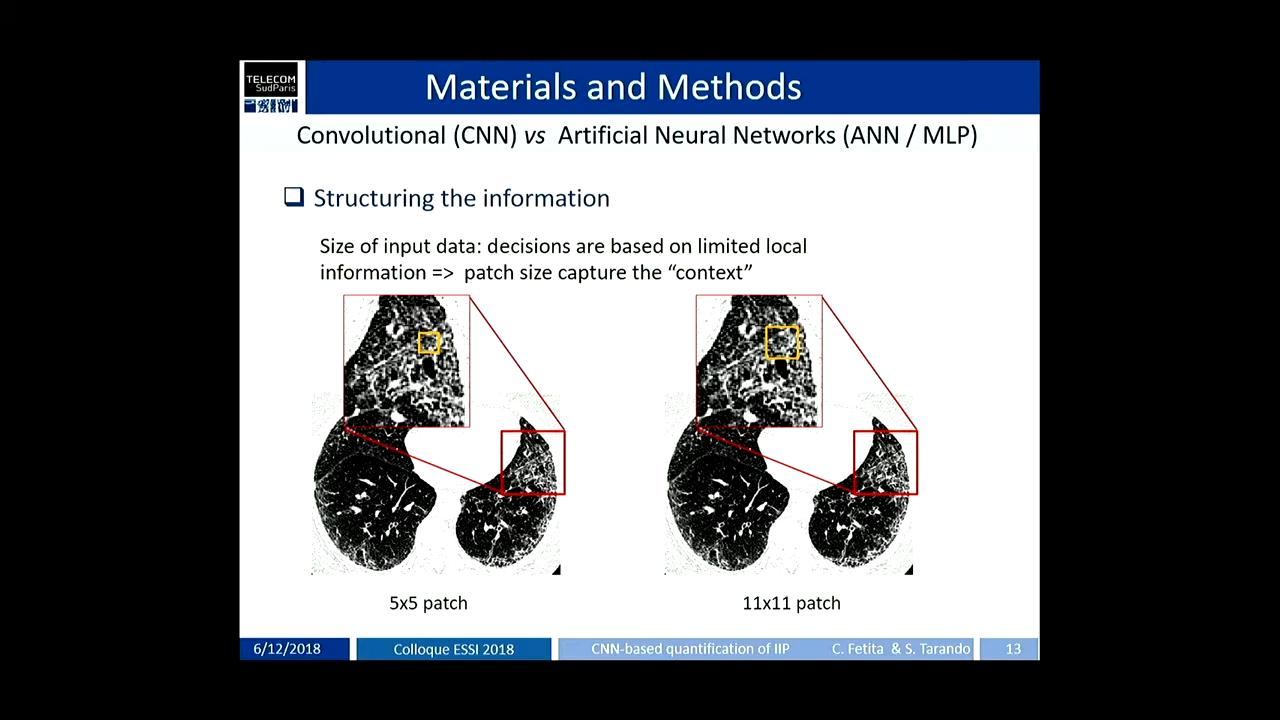 TELECOM
SudParis
Materials and Methods
Convolutional (CNN) vs Artificial Neural Networks (ANN / MLP)
Structuring the information
Size of input data: decisions are based on limited local
information => patch size capture the “context”
5x5 patch
11x11 patch
6/12/2018
Colloque ESSI 2018
CNN-based quantification of IIP
C. Fetita & S. Tarando
13